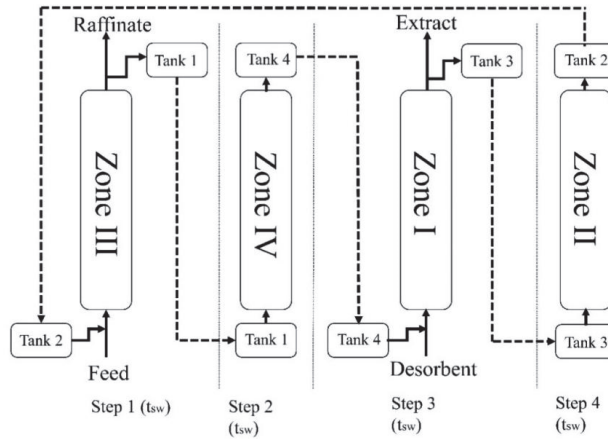 Raffinate
Extract
Tank 1
Tank 4
Tank 3
Tank 2
Zone III
Zone IV
Zone I
Zone II
Tank 2
Tank 1
Tank 4
Tank 3
Feed
Desorbent
Step 1 (tsw)
Step 2
(tsw)
Step 3
(tsw)
Step 4
(tsw)